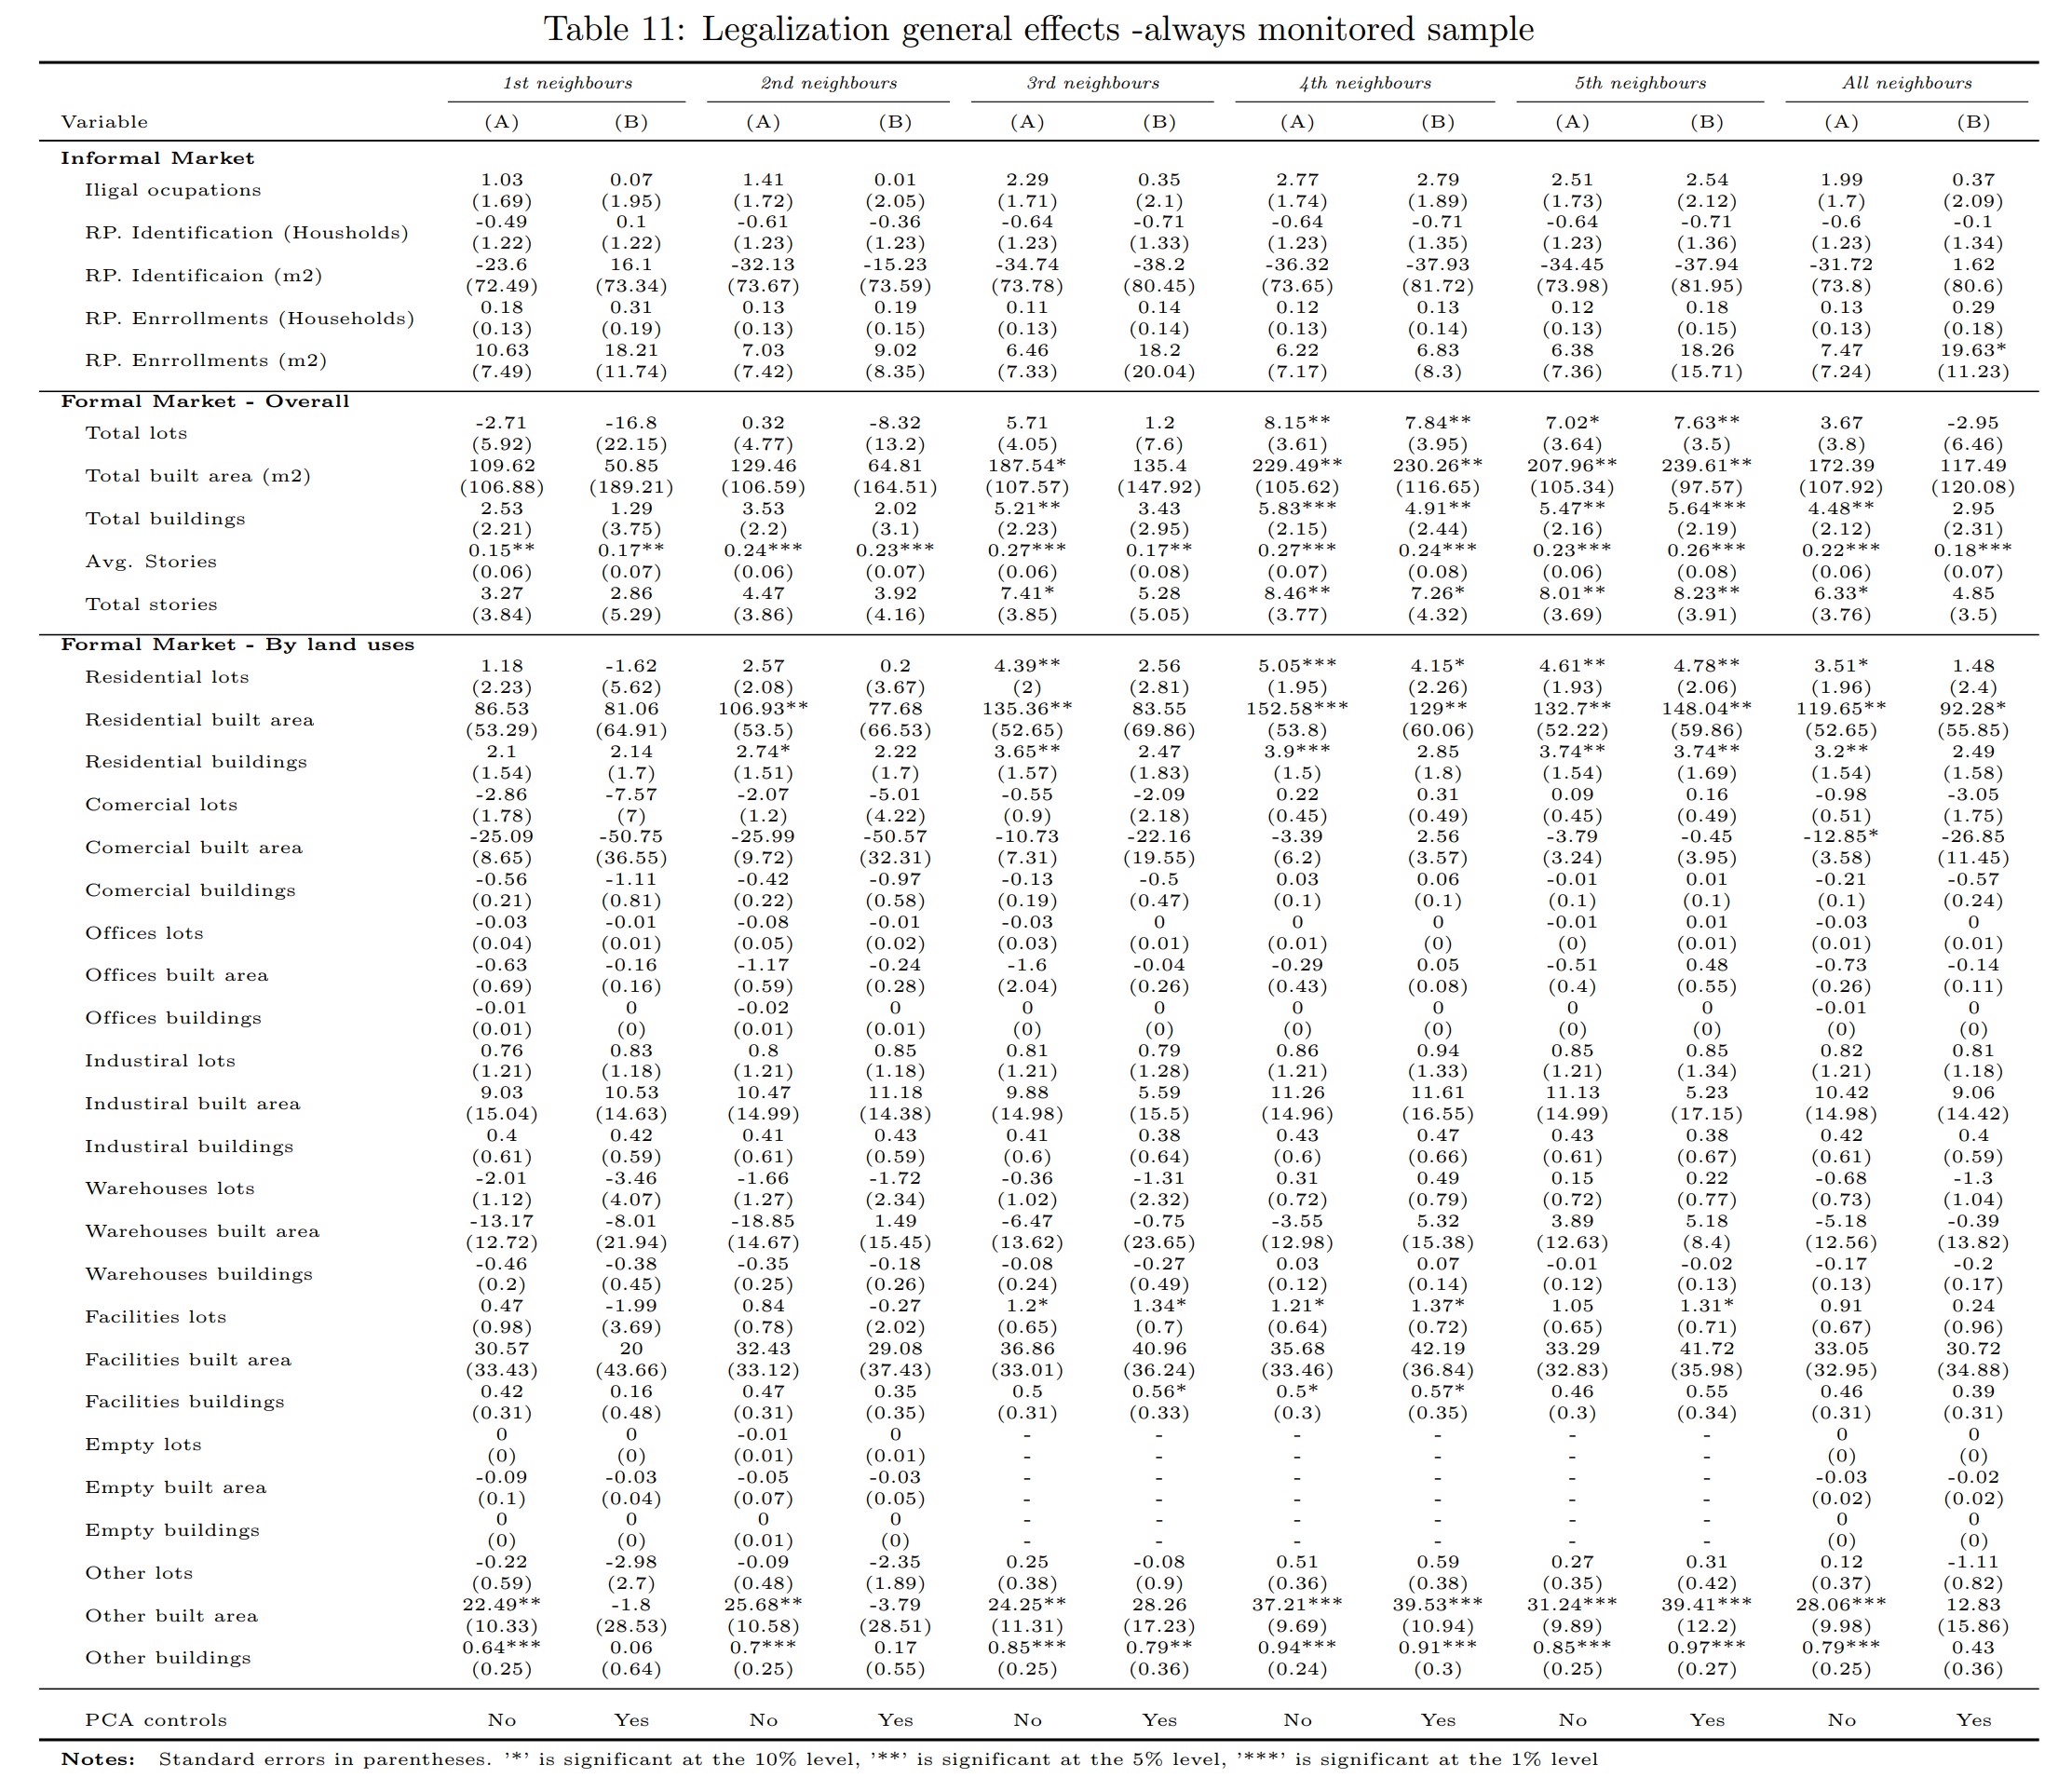 Table 11: Legalization general effects -always monitored sample
1st neighbours 2nd neighbours 3rd neighbours 4th neighbours 5th neighbours All neighbours
Variable (A) (B) (A) (B) (A) (B) (A) (B) (A) (B) (A) (B)
Informal Market
Iligal ocupations 1.03 0.07 1.41 0.01 2.29 0.35 2.77 2.79 2.51 2.54 1.99 0.37
(1.69) (1.95) (1.72) (2.05) (1.71) (2.1) (1.74) (1.89) (1.73) (2.12) (1.7) (2.09)
RP. Identification (Housholds) -0.49 0.1 -0.61 -0.36 -0.64 -0.71 -0.64 -0.71 -0.64 -0.71 -0.6 -0.1
(1.22) (1.22) (1.23) (1.23) (1.23) (1.33) (1.23) (1.35) (1.23) (1.36) (1.23) (1.34)
RP. Identificaion (m2) -23.6 16.1 -32.13 -15.23 -34.74 -38.2 -36.32 -37.93 -34.45 -37.94 -31.72 1.62
(72.49) (73.34) (73.67) (73.59) (73.78) (80.45) (73.65) (81.72) (73.98) (81.95) (73.8) (80.6)
RP. Enrrollments (Households) 0.18 0.31 0.13 0.19 0.11 0.14 0.12 0.13 0.12 0.18 0.13 0.29
(0.13) (0.19) (0.13) (0.15) (0.13) (0.14) (0.13) (0.14) (0.13) (0.15) (0.13) (0.18)
RP. Enrrollments (m2) 10.63 18.21 7.03 9.02 6.46 18.2 6.22 6.83 6.38 18.26 7.47 19.63*
(7.49) (11.74) (7.42) (8.35) (7.33) (20.04) (7.17) (8.3) (7.36) (15.71) (7.24) (11.23)
Formal Market - Overall
Total lots -2.71 -16.8 0.32 -8.32 5.71 1.2 8.15** 7.84** 7.02* 7.63** 3.67 -2.95
(5.92) (22.15) (4.77) (13.2) (4.05) (7.6) (3.61) (3.95) (3.64) (3.5) (3.8) (6.46)
Total built area (m2) 109.62 50.85 129.46 64.81 187.54* 135.4 229.49** 230.26** 207.96** 239.61** 172.39 117.49
(106.88) (189.21) (106.59) (164.51) (107.57) (147.92) (105.62) (116.65) (105.34) (97.57) (107.92) (120.08)
Total buildings 2.53 1.29 3.53 2.02 5.21** 3.43 5.83*** 4.91** 5.47** 5.64*** 4.48** 2.95
(2.21) (3.75) (2.2) (3.1) (2.23) (2.95) (2.15) (2.44) (2.16) (2.19) (2.12) (2.31)
Avg. Stories 0.15** 0.17** 0.24*** 0.23*** 0.27*** 0.17** 0.27*** 0.24*** 0.23*** 0.26*** 0.22*** 0.18***
(0.06) (0.07) (0.06) (0.07) (0.06) (0.08) (0.07) (0.08) (0.06) (0.08) (0.06) (0.07)
Total stories 3.27 2.86 4.47 3.92 7.41* 5.28 8.46** 7.26* 8.01** 8.23** 6.33* 4.85
(3.84) (5.29) (3.86) (4.16) (3.85) (5.05) (3.77) (4.32) (3.69) (3.91) (3.76) (3.5)
Formal Market - By land uses
Residential lots 1.18 -1.62 2.57 0.2 4.39** 2.56 5.05*** 4.15* 4.61** 4.78** 3.51* 1.48
(2.23) (5.62) (2.08) (3.67) (2) (2.81) (1.95) (2.26) (1.93) (2.06) (1.96) (2.4)
Residential built area 86.53 81.06 106.93** 77.68 135.36** 83.55 152.58*** 129** 132.7** 148.04** 119.65** 92.28*
(53.29) (64.91) (53.5) (66.53) (52.65) (69.86) (53.8) (60.06) (52.22) (59.86) (52.65) (55.85)
Residential buildings 2.1 2.14 2.74* 2.22 3.65** 2.47 3.9*** 2.85 3.74** 3.74** 3.2** 2.49
(1.54) (1.7) (1.51) (1.7) (1.57) (1.83) (1.5) (1.8) (1.54) (1.69) (1.54) (1.58)
Comercial lots -2.86 -7.57 -2.07 -5.01 -0.55 -2.09 0.22 0.31 0.09 0.16 -0.98 -3.05
(1.78) (7) (1.2) (4.22) (0.9) (2.18) (0.45) (0.49) (0.45) (0.49) (0.51) (1.75)
Comercial built area -25.09 -50.75 -25.99 -50.57 -10.73 -22.16 -3.39 2.56 -3.79 -0.45 -12.85* -26.85
(8.65) (36.55) (9.72) (32.31) (7.31) (19.55) (6.2) (3.57) (3.24) (3.95) (3.58) (11.45)
Comercial buildings -0.56 -1.11 -0.42 -0.97 -0.13 -0.5 0.03 0.06 -0.01 0.01 -0.21 -0.57
(0.21) (0.81) (0.22) (0.58) (0.19) (0.47) (0.1) (0.1) (0.1) (0.1) (0.1) (0.24)
Offices lots -0.03 -0.01 -0.08 -0.01 -0.03 0 0 0 -0.01 0.01 -0.03 0
(0.04) (0.01) (0.05) (0.02) (0.03) (0.01) (0.01) (0) (0) (0.01) (0.01) (0.01)
Offices built area -0.63 -0.16 -1.17 -0.24 -1.6 -0.04 -0.29 0.05 -0.51 0.48 -0.73 -0.14
(0.69) (0.16) (0.59) (0.28) (2.04) (0.26) (0.43) (0.08) (0.4) (0.55) (0.26) (0.11)
Offices buildings -0.01 0 -0.02 0 0 0 0 0 0 0 -0.01 0
(0.01) (0) (0.01) (0.01) (0) (0) (0) (0) (0) (0) (0) (0)
Industiral lots 0.76 0.83 0.8 0.85 0.81 0.79 0.86 0.94 0.85 0.85 0.82 0.81
(1.21) (1.18) (1.21) (1.18) (1.21) (1.28) (1.21) (1.33) (1.21) (1.34) (1.21) (1.18)
Industiral built area 9.03 10.53 10.47 11.18 9.88 5.59 11.26 11.61 11.13 5.23 10.42 9.06
(15.04) (14.63) (14.99) (14.38) (14.98) (15.5) (14.96) (16.55) (14.99) (17.15) (14.98) (14.42)
Industiral buildings 0.4 0.42 0.41 0.43 0.41 0.38 0.43 0.47 0.43 0.38 0.42 0.4
(0.61) (0.59) (0.61) (0.59) (0.6) (0.64) (0.6) (0.66) (0.61) (0.67) (0.61) (0.59)
Warehouses lots -2.01 -3.46 -1.66 -1.72 -0.36 -1.31 0.31 0.49 0.15 0.22 -0.68 -1.3
(1.12) (4.07) (1.27) (2.34) (1.02) (2.32) (0.72) (0.79) (0.72) (0.77) (0.73) (1.04)
Warehouses built area -13.17 -8.01 -18.85 1.49 -6.47 -0.75 -3.55 5.32 3.89 5.18 -5.18 -0.39
(12.72) (21.94) (14.67) (15.45) (13.62) (23.65) (12.98) (15.38) (12.63) (8.4) (12.56) (13.82)
Warehouses buildings -0.46 -0.38 -0.35 -0.18 -0.08 -0.27 0.03 0.07 -0.01 -0.02 -0.17 -0.2
(0.2) (0.45) (0.25) (0.26) (0.24) (0.49) (0.12) (0.14) (0.12) (0.13) (0.13) (0.17)
Facilities lots 0.47 -1.99 0.84 -0.27 1.2* 1.34* 1.21* 1.37* 1.05 1.31* 0.91 0.24
(0.98) (3.69) (0.78) (2.02) (0.65) (0.7) (0.64) (0.72) (0.65) (0.71) (0.67) (0.96)
Facilities built area 30.57 20 32.43 29.08 36.86 40.96 35.68 42.19 33.29 41.72 33.05 30.72
(33.43) (43.66) (33.12) (37.43) (33.01) (36.24) (33.46) (36.84) (32.83) (35.98) (32.95) (34.88)
Facilities buildings 0.42 0.16 0.47 0.35 0.5 0.56* 0.5* 0.57* 0.46 0.55 0.46 0.39
(0.31) (0.48) (0.31) (0.35) (0.31) (0.33) (0.3) (0.35) (0.3) (0.34) (0.31) (0.31)
Empty lots 0 0 -0.01 0 - - - - - - 0 0
(0) (0) (0.01) (0.01) - - - - - - (0) (0)
Empty built area -0.09 -0.03 -0.05 -0.03 - - - - - - -0.03 -0.02
(0.1) (0.04) (0.07) (0.05) - - - - - - (0.02) (0.02)
Empty buildings 0 0 0 0 - - - - - - 0 0
(0) (0) (0.01) (0) - - - - - - (0) (0)
Other lots -0.22 -2.98 -0.09 -2.35 0.25 -0.08 0.51 0.59 0.27 0.31 0.12 -1.11
(0.59) (2.7) (0.48) (1.89) (0.38) (0.9) (0.36) (0.38) (0.35) (0.42) (0.37) (0.82)
Other built area 22.49** -1.8 25.68** -3.79 24.25** 28.26 37.21*** 39.53*** 31.24*** 39.41*** 28.06*** 12.83
(10.33) (28.53) (10.58) (28.51) (11.31) (17.23) (9.69) (10.94) (9.89) (12.2) (9.98) (15.86)
Other buildings 0.64*** 0.06 0.7*** 0.17 0.85*** 0.79** 0.94*** 0.91*** 0.85*** 0.97*** 0.79*** 0.43
(0.25) (0.64) (0.25) (0.55) (0.25) (0.36) (0.24) (0.3) (0.25) (0.27) (0.25) (0.36)
PCA controls No Yes No Yes No Yes No Yes No Yes No Yes
Notes: Standard errors in parentheses. '*' is significant at the 10% level, '**' is significant at the 5% level, '***' is significant at the 1% level